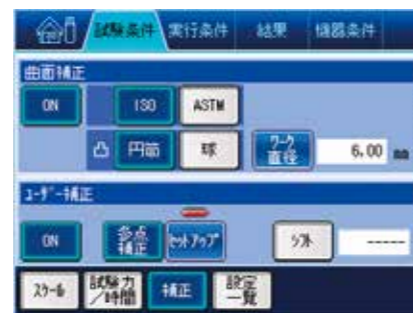 試験条件 実行条件 結果 機器条件
曲面補正
ON ISO ASTM
凸 円筒 球 ワーク直径 6.00 mm
ユーザー補正
ON 多点補正 セットアップ シフト -----
スケール 試験力/時間 補正 設定一覧